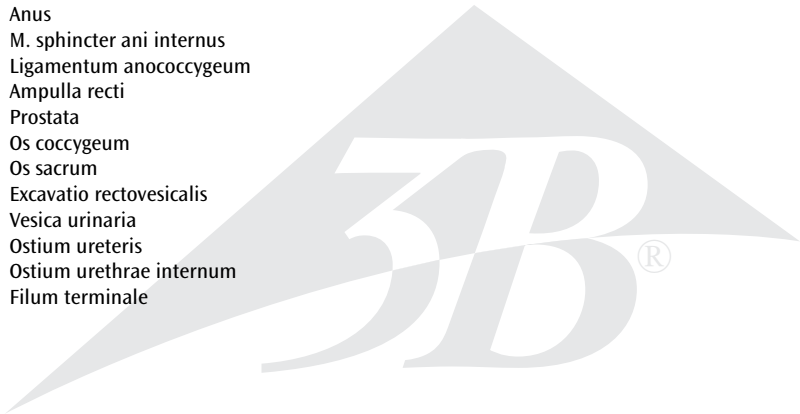 Anus
M. sphincter ani internus
Ligamentum anococcygeum
Ampulla recti
Prostata
Os coccygeum
Os sacrum
Excavatio rectovesicalis
Vesica urinaria
Ostium ureteris
Ostium urethrae internum
Filum terminale
3B®